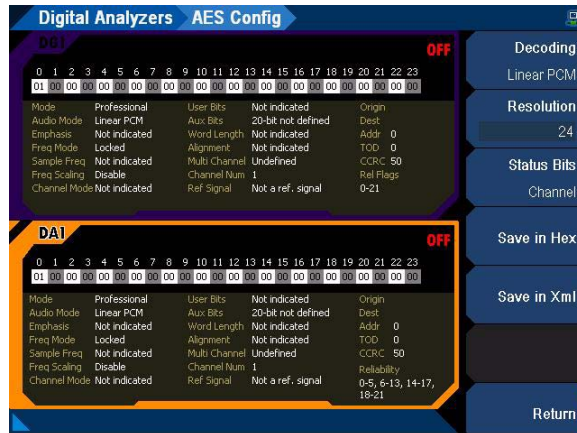 Digital Analyzers AES Config
DG1 OFF
0 1 2 3 4 5 6 7 8 9 10 11 12 13 14 15 16 17 18 19 20 21 22 23
01 00 00 00 00 00 00 00 00 00 00 00 00 00 00 00 00 00 00 00 00 00 00 00
Mode Professional User Bits Not indicated Origin
Audio Mode Linear PCM Aux Bits 20-bit not defined Dest
Emphasis Not indicated Word Length Not indicated Addr 0
Freq Mode Locked Alignment Not indicated TOD 0
Sample Freq Not indicated Multi Channel Undefined CCRC 50
Freq Scaling Disable Channel Num 1 Rel Flags
Channel Mode Not indicated Ref Signal Not a ref. signal 0-21
DA1 OFF
0 1 2 3 4 5 6 7 8 9 10 11 12 13 14 15 16 17 18 19 20 21 22 23
01 00 00 00 00 00 00 00 00 00 00 00 00 00 00 00 00 00 00 00 00 00 00 00
Mode Professional User Bits Not indicated Origin
Audio Mode Linear PCM Aux Bits 20-bit not defined Dest
Emphasis Not indicated Word Length Not indicated Addr 0
Freq Mode Locked Alignment Not indicated TOD 0
Sample Freq Not indicated Multi Channel Undefined CCRC 50
Freq Scaling Disable Channel Num 1 Reliability
Channel Mode Not indicated Ref Signal Not a ref. signal 0-5, 6-13, 14-17,
18-21
Decoding
Linear PCM
Resolution
24
Status Bits
Channel
Save in Hex
Save in Xml
Return